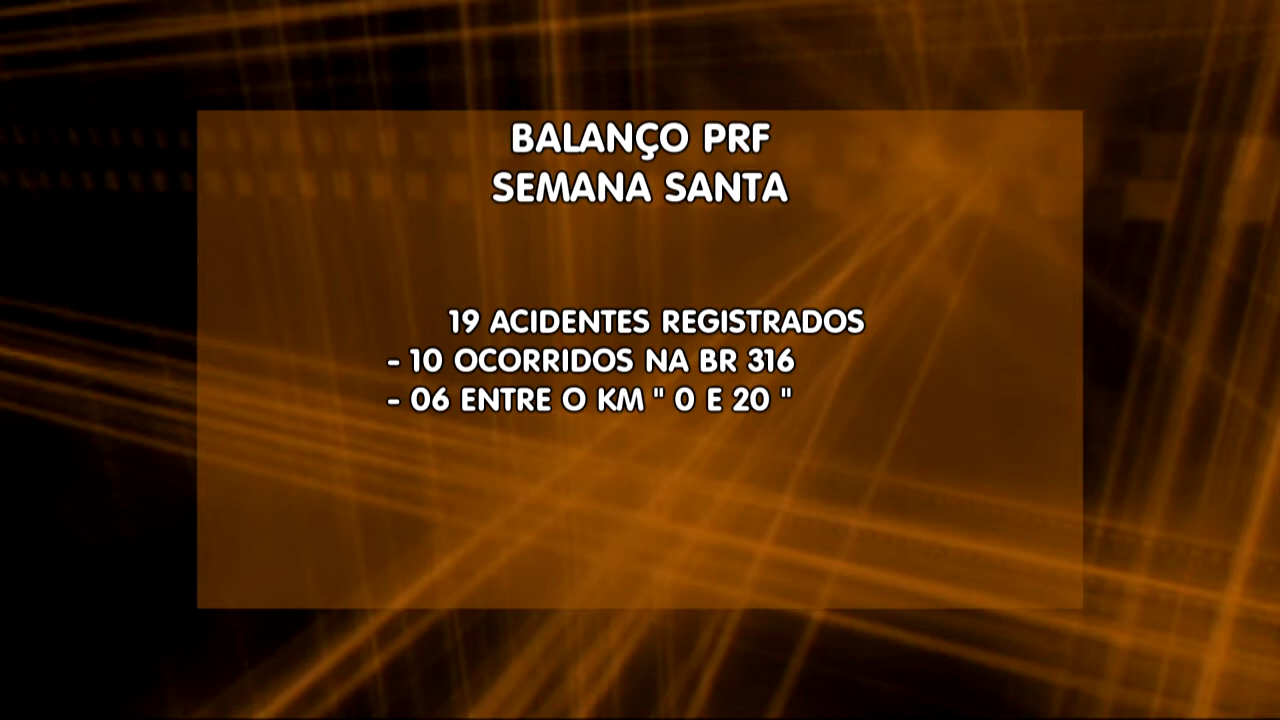 BALANÇO PRF
SEMANA SANTA
19 ACIDENTES REGISTRADOS
- 10 OCORRIDOS NA BR 316
- 06 ENTRE O KM " 0 E 20 "